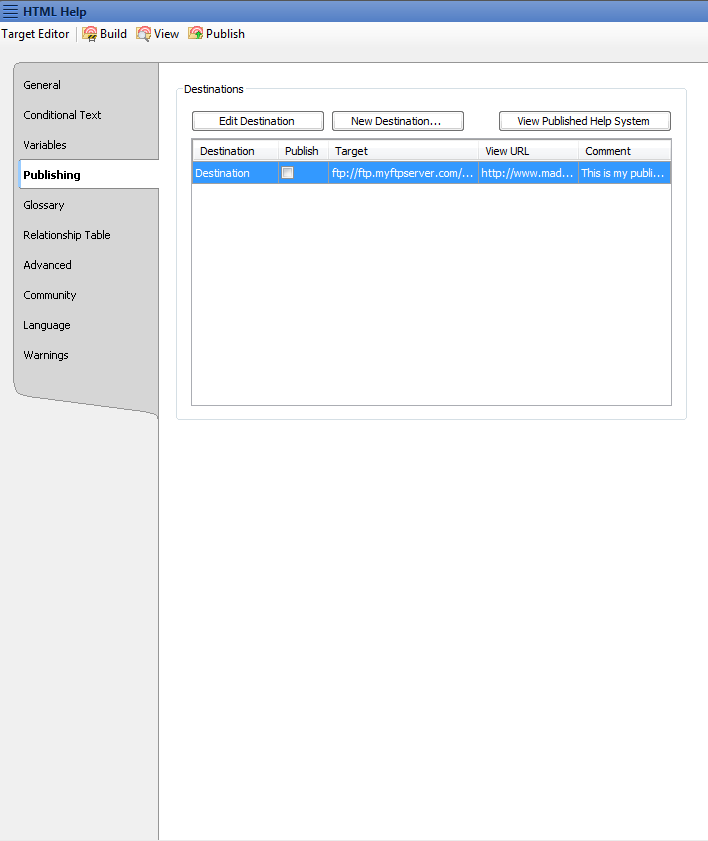 HTML Help
Target Editor Build View Publish
General
Conditional Text
Variables
Publishing
Glossary
Relationship Table
Advanced
Community
Language
Warnings
Destinations
Edit Destination New Destination... View Published Help System
Destination Publish Target View URL Comment
Destination ftp://ftp.myftpserver.com/... http://www.mad... This is my publi...